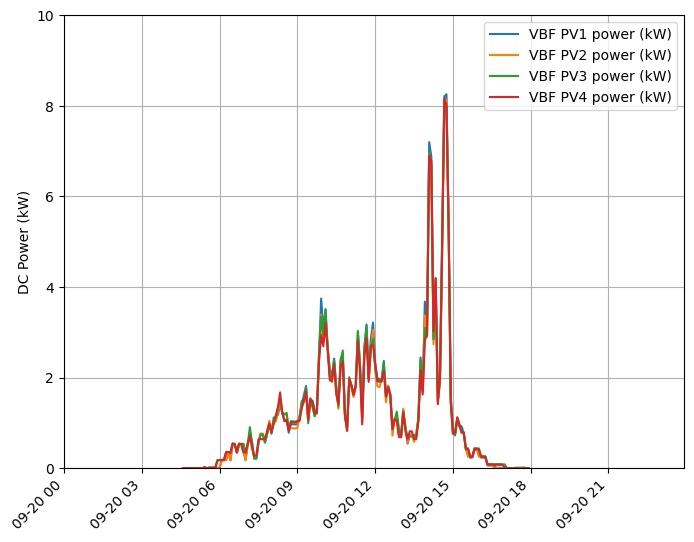 10
8
6
4
2
0
DC Power (kW)
VBF PV1 power (kW)
VBF PV2 power (kW)
VBF PV3 power (kW)
VBF PV4 power (kW)
09-20 00
09-20 03
09-20 06
09-20 09
09-20 12
09-20 15
09-20 18
09-20 21